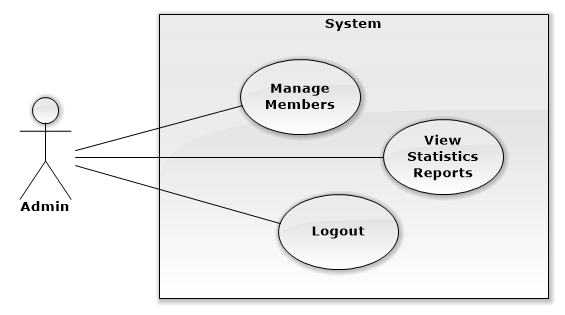 System
Manage
Members
View
Statistics
Reports
Admin
Logout